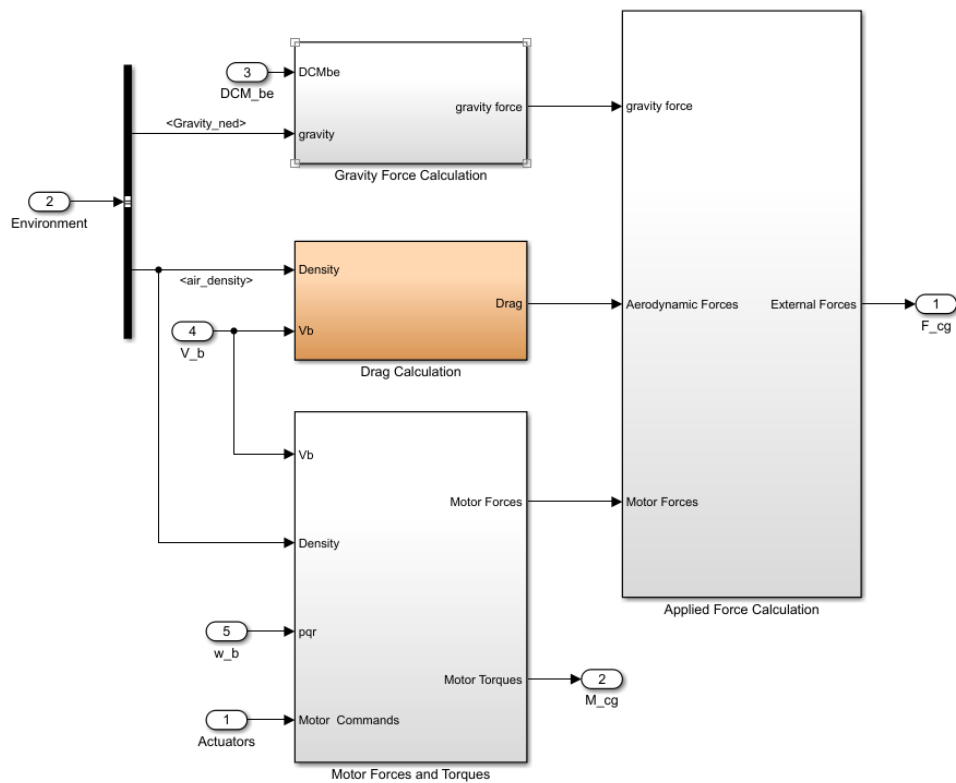 3
DCM_be
DCMbe
gravity force
<Gravity_ned>
gravity
Gravity Force Calculation
2
Environment
<air_density>
Density
Drag
4
V_b
Vb
Drag Calculation
Vb
Motor Forces
Density
5
w_b
pqr
Motor Torques
1
Actuators
Motor  Commands
Motor Forces and Torques
gravity force
Aerodynamic Forces
External Forces
Motor Forces
Applied Force Calculation
1
F_cg
2
M_cg